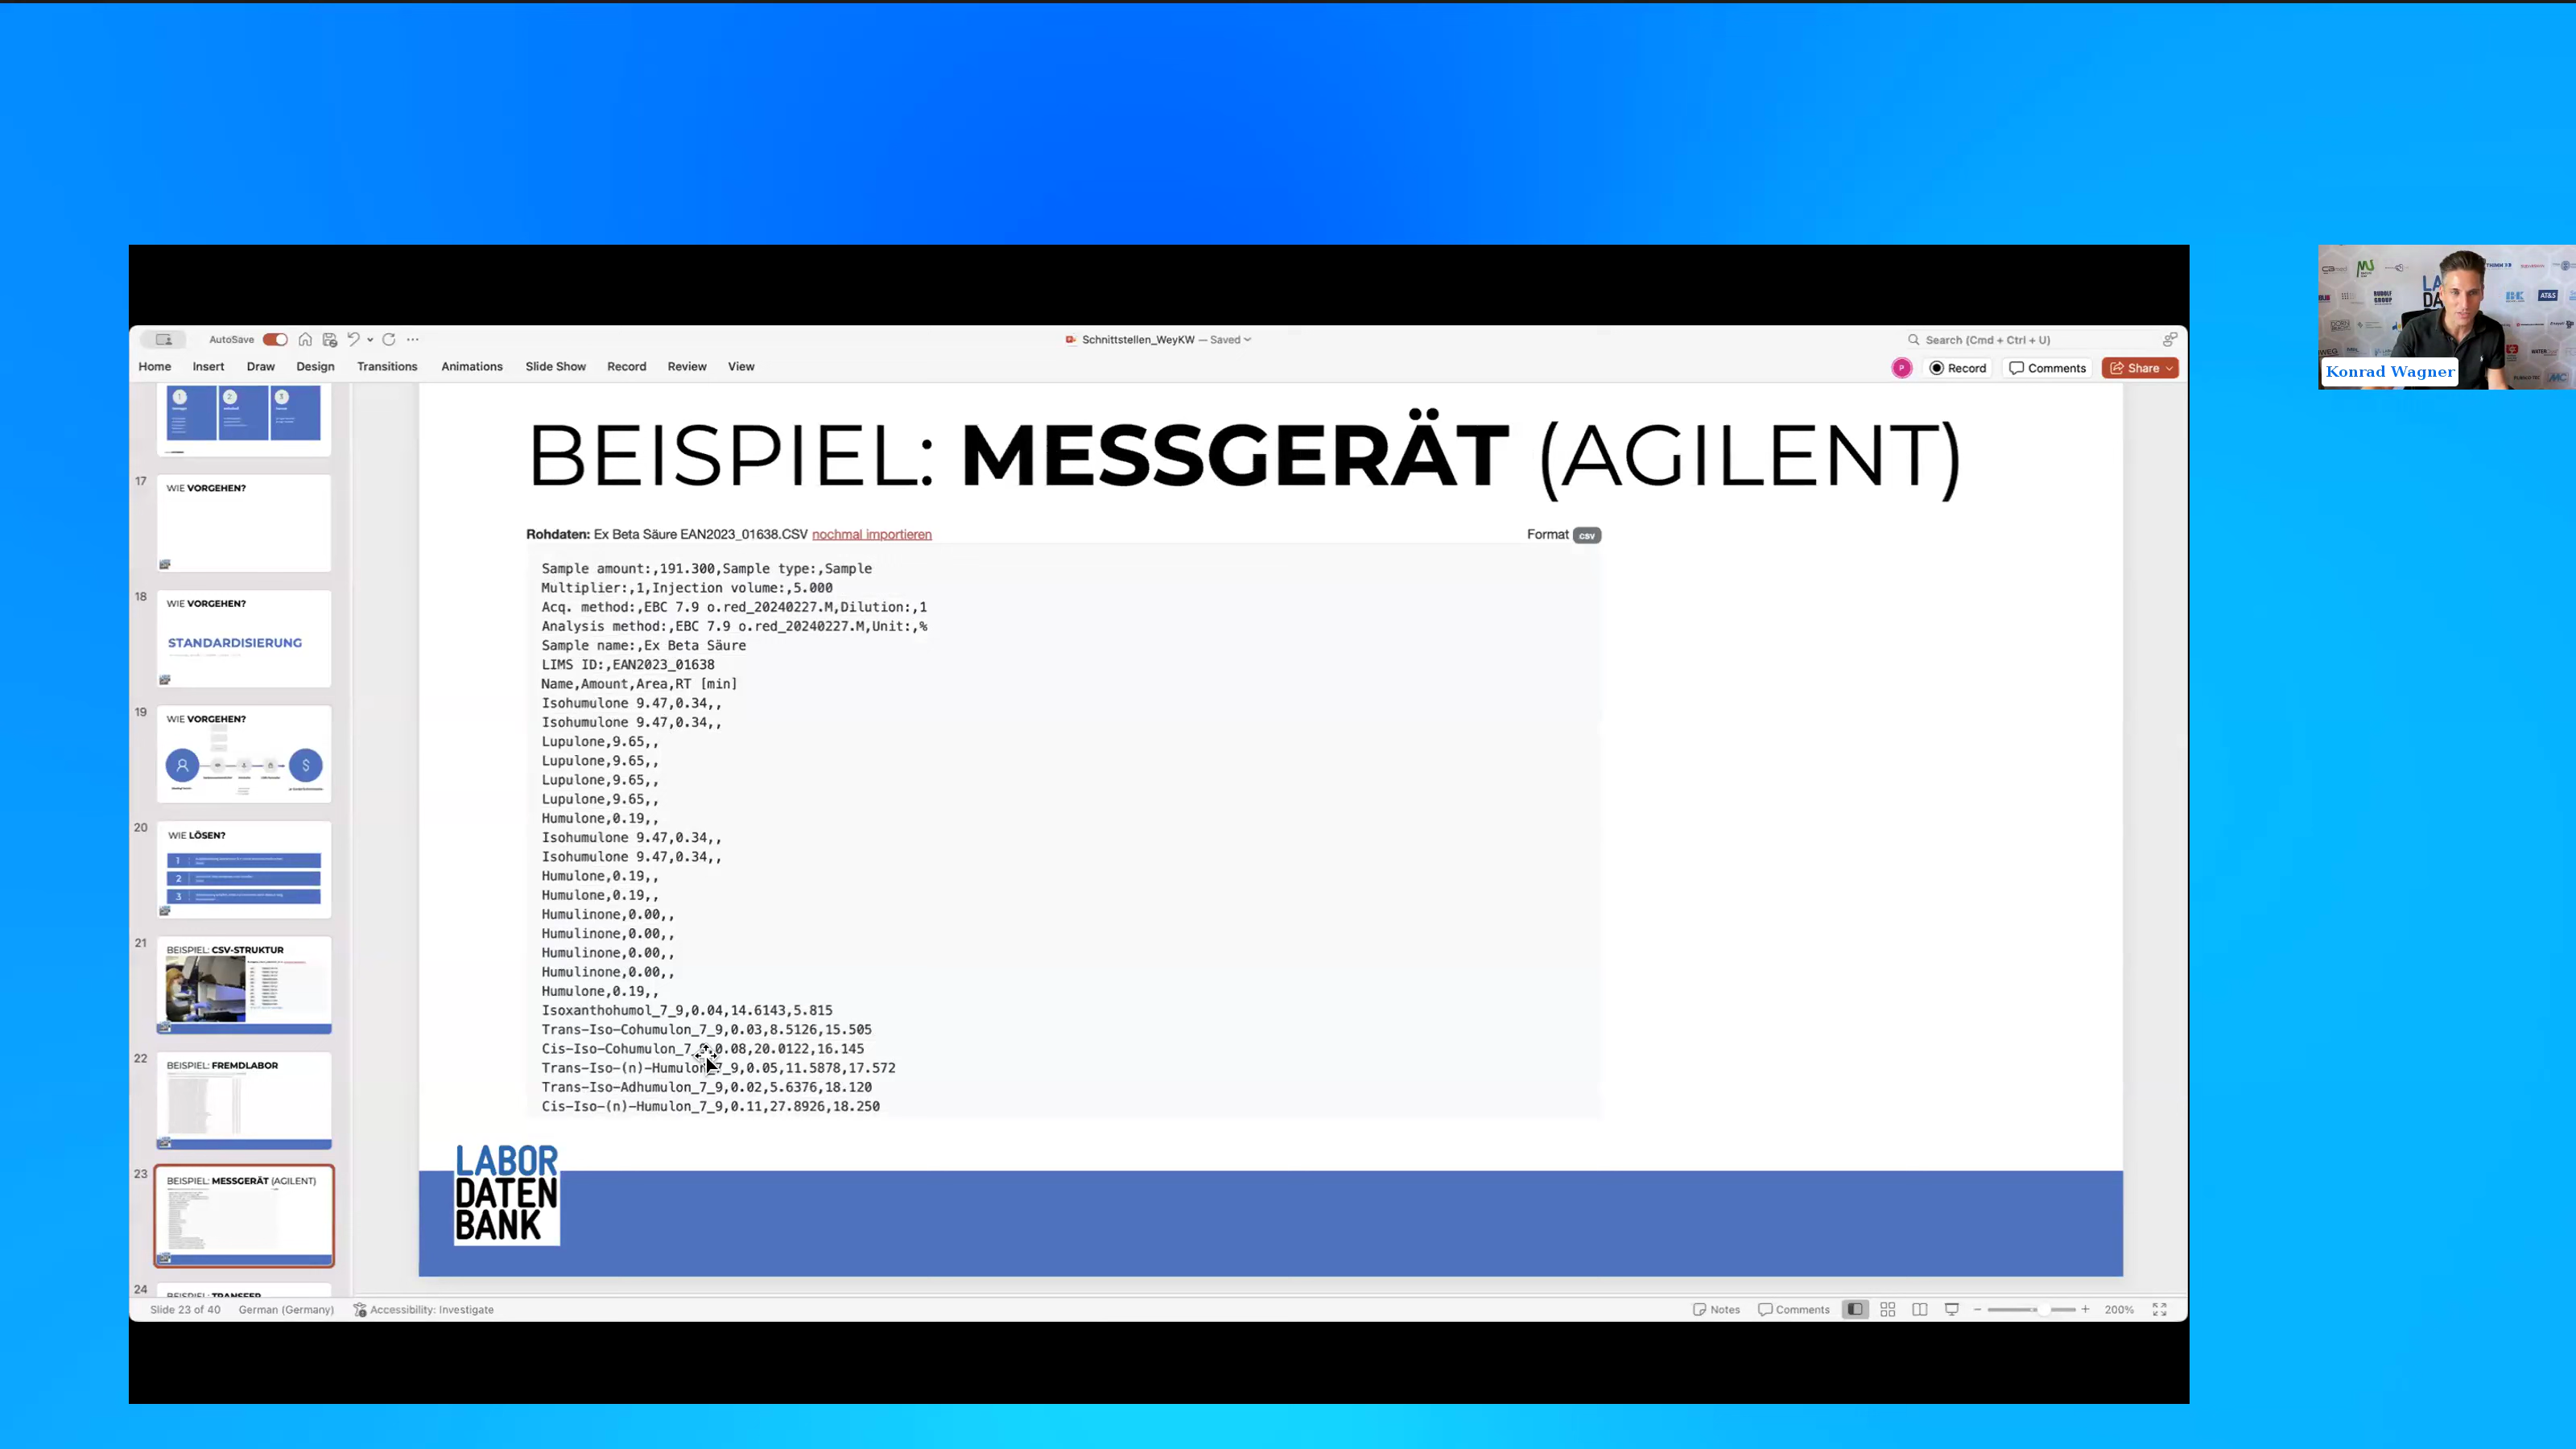 AutoSave
Schnittstellen_WeyKW — Saved
Search (Cmd + Ctrl + U)
Home Insert Draw Design Transitions Animations Slide Show Record Review View
P Record Comments Share
1 2 3
17
WIE VORGEHEN?
18
WIE VORGEHEN?
STANDARDISIERUNG
19
WIE VORGEHEN?
20
WIE LÖSEN?
1
2
3
21
BEISPIEL: CSV-STRUKTUR
22
BEISPIEL: FREMDLABOR
23
BEISPIEL: MESSGERÄT (AGILENT)
24
BEISPIEL: TRANSFER
BEISPIEL: MESSGERÄT (AGILENT)
Rohdaten: Ex Beta Säure EAN2023_01638.CSV nochmal importieren
Format csv
Sample amount:,191.300,Sample type:,Sample
Multiplier:,1,Injection volume:,5.000
Acq. method:,EBC 7.9 o.red_20240227.M,Dilution:,1
Analysis method:,EBC 7.9 o.red_20240227.M,Unit:,%
Sample name:,Ex Beta Säure
LIMS ID:,EAN2023_01638
Name,Amount,Area,RT [min]
Isohumulone 9.47,0.34,,
Isohumulone 9.47,0.34,,
Lupulone,9.65,,
Lupulone,9.65,,
Lupulone,9.65,,
Lupulone,9.65,,
Humulone,0.19,,
Isohumulone 9.47,0.34,,
Isohumulone 9.47,0.34,,
Humulone,0.19,,
Humulone,0.19,,
Humulinone,0.00,,
Humulinone,0.00,,
Humulinone,0.00,,
Humulinone,0.00,,
Humulone,0.19,,
Isoxanthohumol_7_9,0.04,14.6143,5.815
Trans-Iso-Cohumulon_7_9,0.03,8.5126,15.505
Cis-Iso-Cohumulon_7_9,0.08,20.0122,16.145
Trans-Iso-(n)-Humulon_7_9,0.05,11.5878,17.572
Trans-Iso-Adhumulon_7_9,0.02,5.6376,18.120
Cis-Iso-(n)-Humulon_7_9,0.11,27.8926,18.250
LABOR
DATEN
BANK
Slide 23 of 40 German (Germany) Accessibility: Investigate
Notes Comments 200%
Konrad Wagner